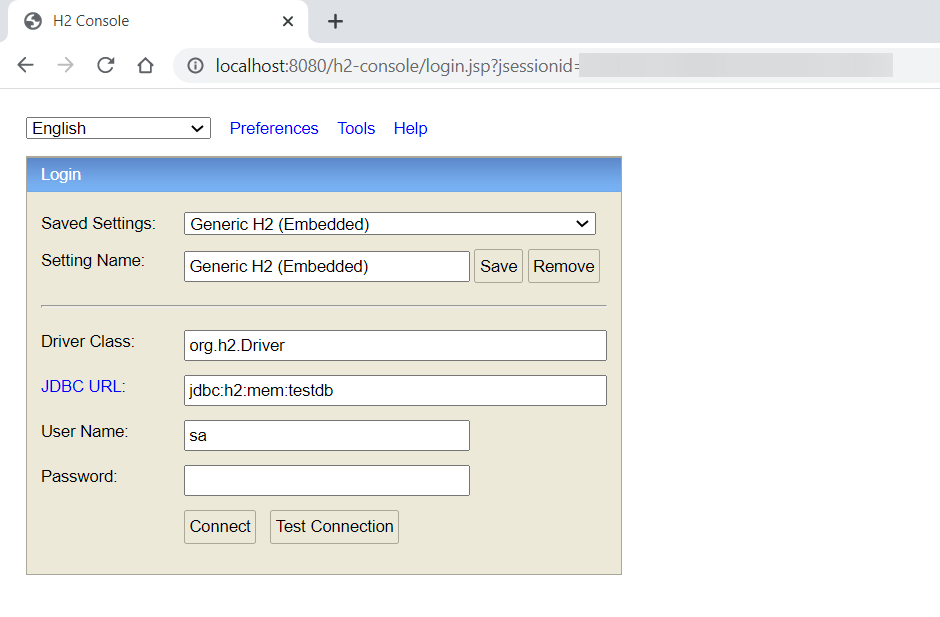 H2 Console
localhost:8080/h2-console/login.jsp?jsessionid=
English Preferences Tools Help
Login
Saved Settings: Generic H2 (Embedded)
Setting Name: Generic H2 (Embedded) Save Remove
Driver Class: org.h2.Driver
JDBC URL: jdbc:h2:mem:testdb
User Name: sa
Password:
Connect Test Connection